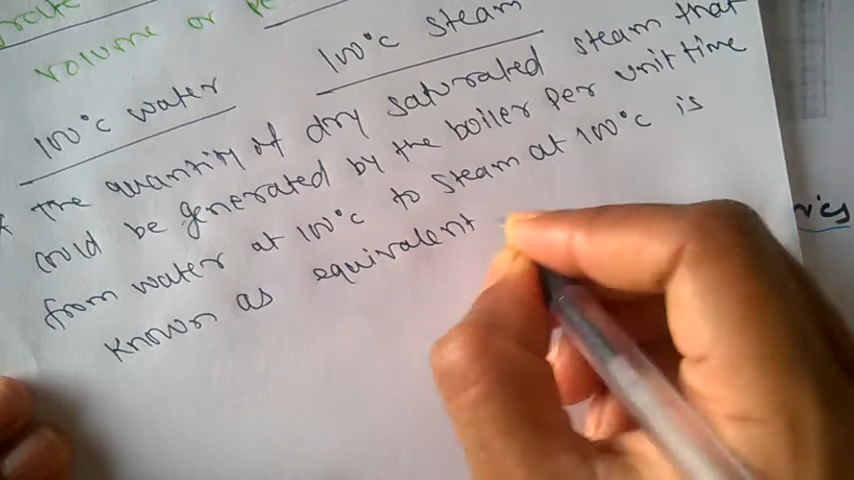 volume or
100°c water 100°c steam
The quantity of dry saturated steam that
could be generated by the boiler per unit time
from water at 100°c to steam at 100°c is
known as equivalent